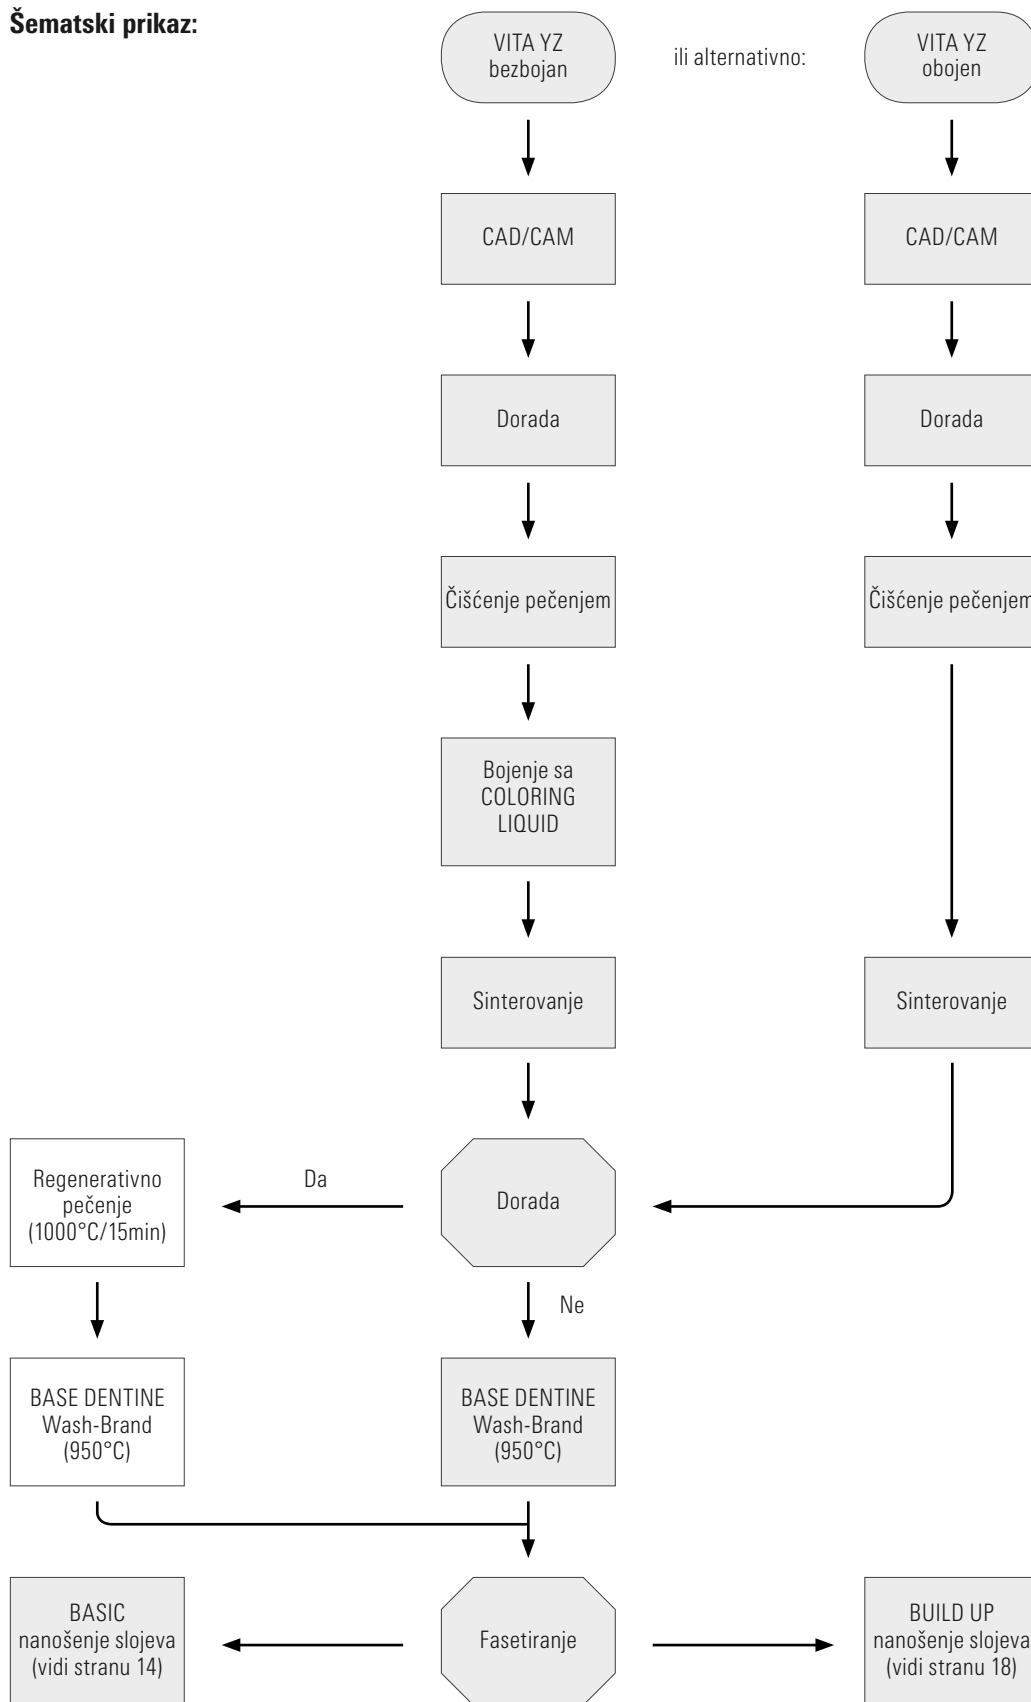 Šematski prikaz:
VITA YZ
bezbojan
ili alternativno:
VITA YZ
obojen
CAD/CAM
CAD/CAM
Dorada
Dorada
Čišćenje pečenjem
Čišćenje pečenjem
Bojenje sa
COLORING
LIQUID
Sinterovanje
Sinterovanje
Regenerativno
pečenje
(1000°C/15min)
Da
Dorada
Ne
BASE DENTINE
Wash-Brand
(950°C)
BASE DENTINE
Wash-Brand
(950°C)
BASIC
nanošenje slojeva
(vidi stranu 14)
Fasetiranje
BUILD UP
nanošenje slojeva
(vidi stranu 18)